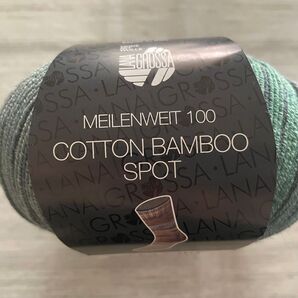 LANA
GROSSA
MEILENWEIT 100
COTTON BAMBOO
SPOT